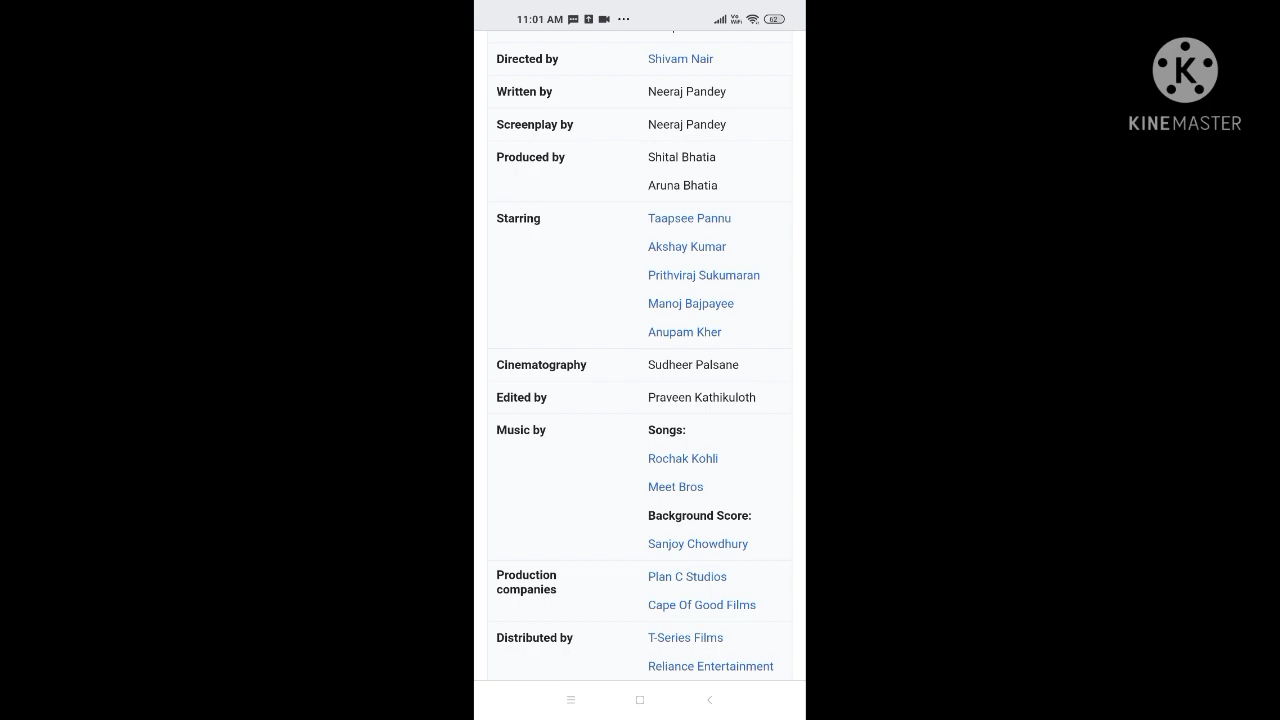 11:01 AM
Vo
WiFi
62
Directed by Shivam Nair
Written by Neeraj Pandey
Screenplay by Neeraj Pandey
Produced by Shital Bhatia
Aruna Bhatia
Starring Taapsee Pannu
Akshay Kumar
Prithviraj Sukumaran
Manoj Bajpayee
Anupam Kher
Cinematography Sudheer Palsane
Edited by Praveen Kathikuloth
Music by Songs:
Rochak Kohli
Meet Bros
Background Score:
Sanjoy Chowdhury
Production Plan C Studios
companies
Cape Of Good Films
Distributed by T-Series Films
Reliance Entertainment
K
KINEMASTER